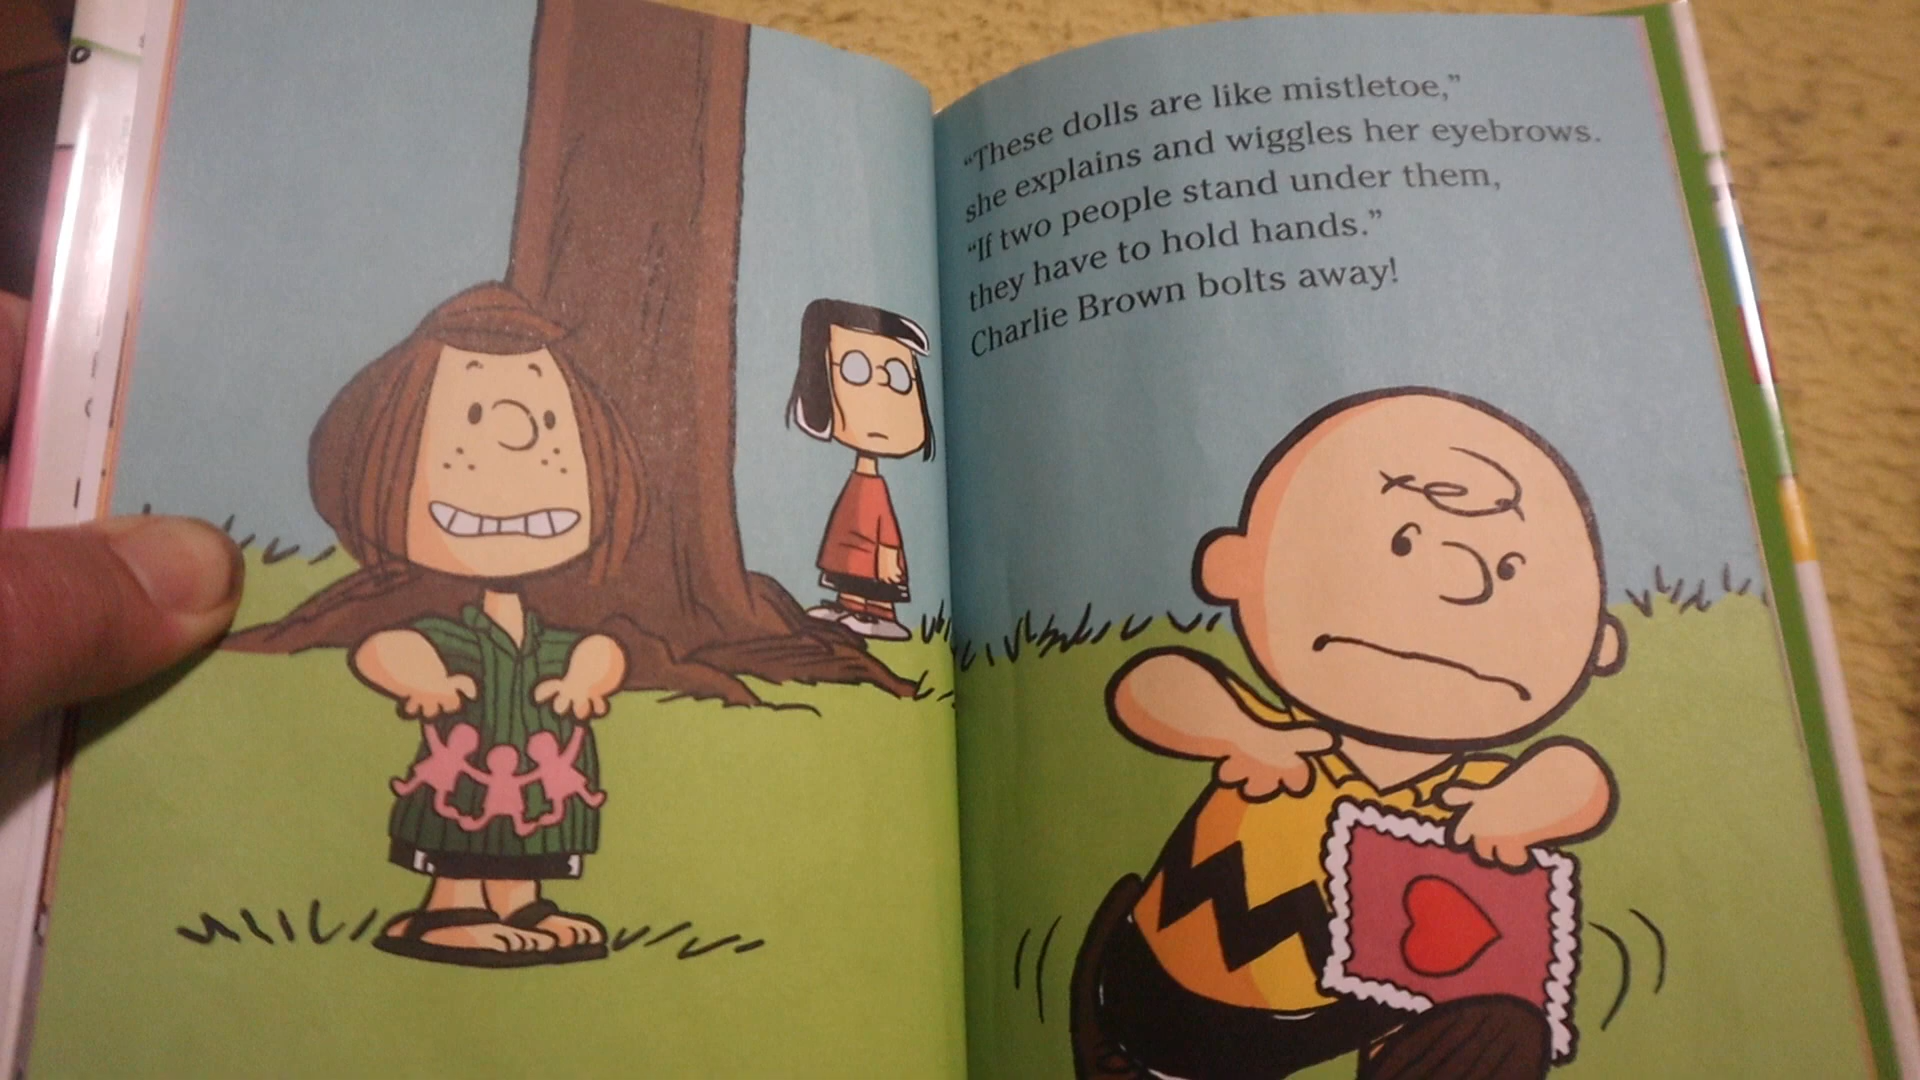 “These dolls are like mistletoe,”
she explains and wiggles her eyebrows.
“If two people stand under them,
they have to hold hands.”
Charlie Brown bolts away!